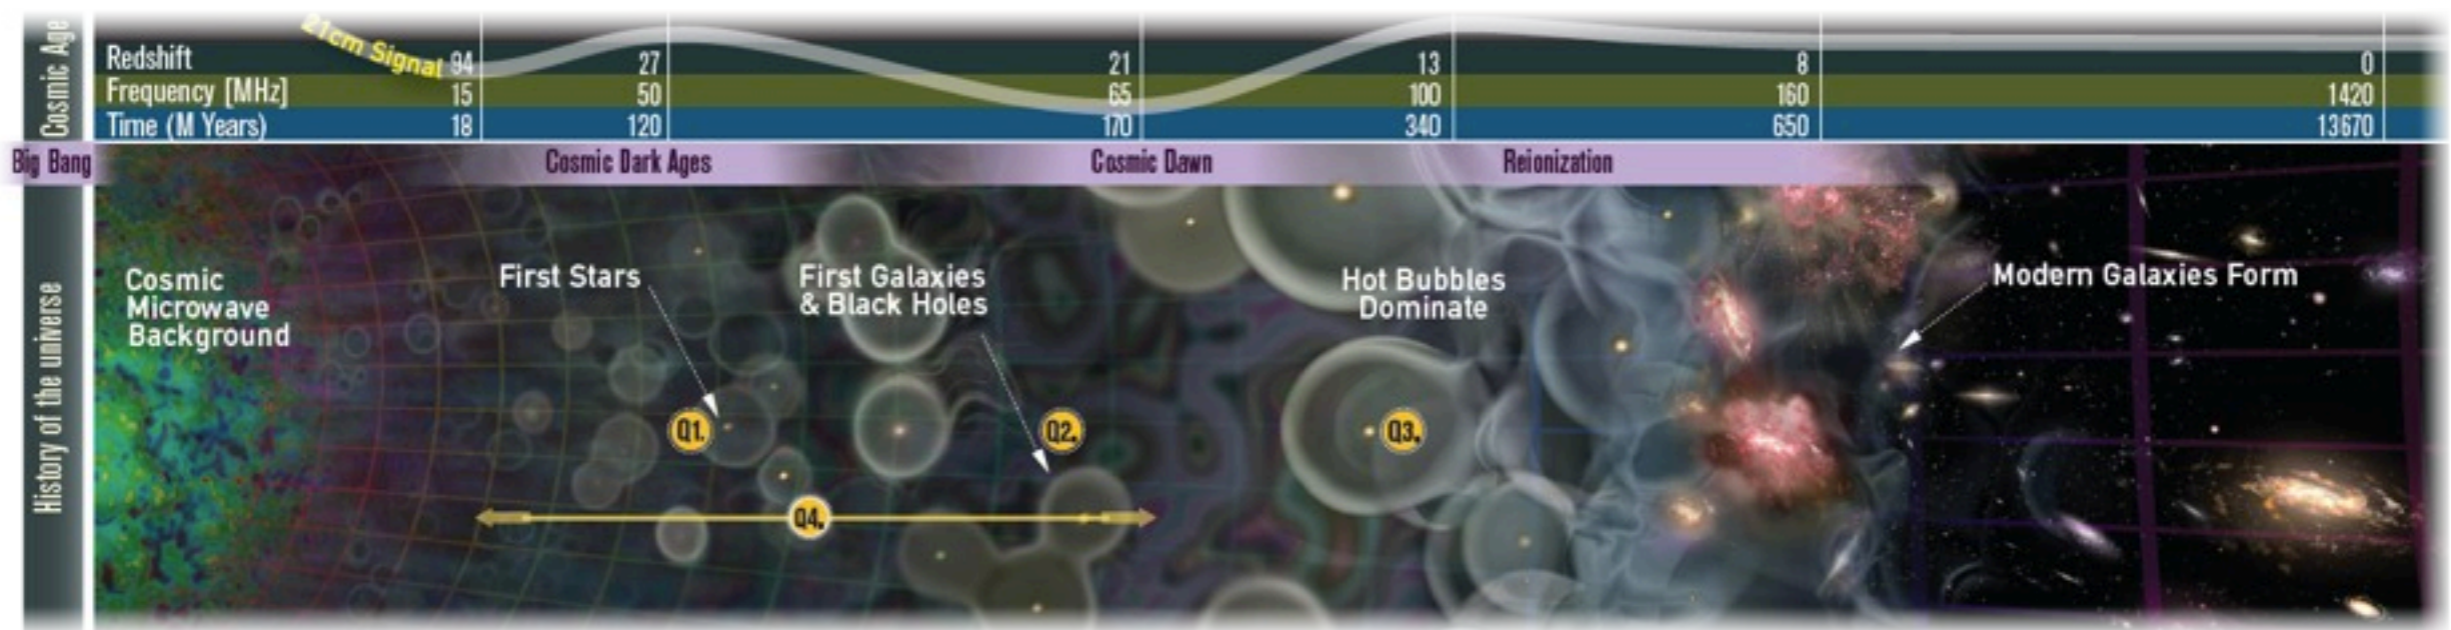 Cosmic Age
21cm Signal
Redshift 94 27 21 13 8 0
Frequency [MHz] 15 50 65 100 160 1420
Time (M Years) 18 120 170 340 650 13670
Big Bang Cosmic Dark Ages Cosmic Dawn Reionization
History of the universe
Cosmic
Microwave
Background
First Stars
First Galaxies
& Black Holes
Hot Bubbles
Dominate
Modern Galaxies Form
Q1.
Q2.
Q3.
Q4.